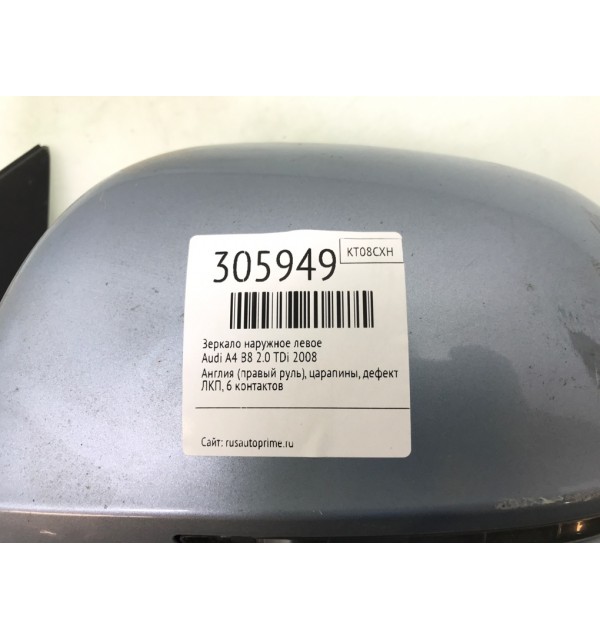 305949
KT08CXH
Зеркало наружное левое
Audi A4 B8 2.0 TDi 2008
Англия (правый руль), царапины, дефект
ЛКП, 6 контактов
Сайт: rusautoprime.ru